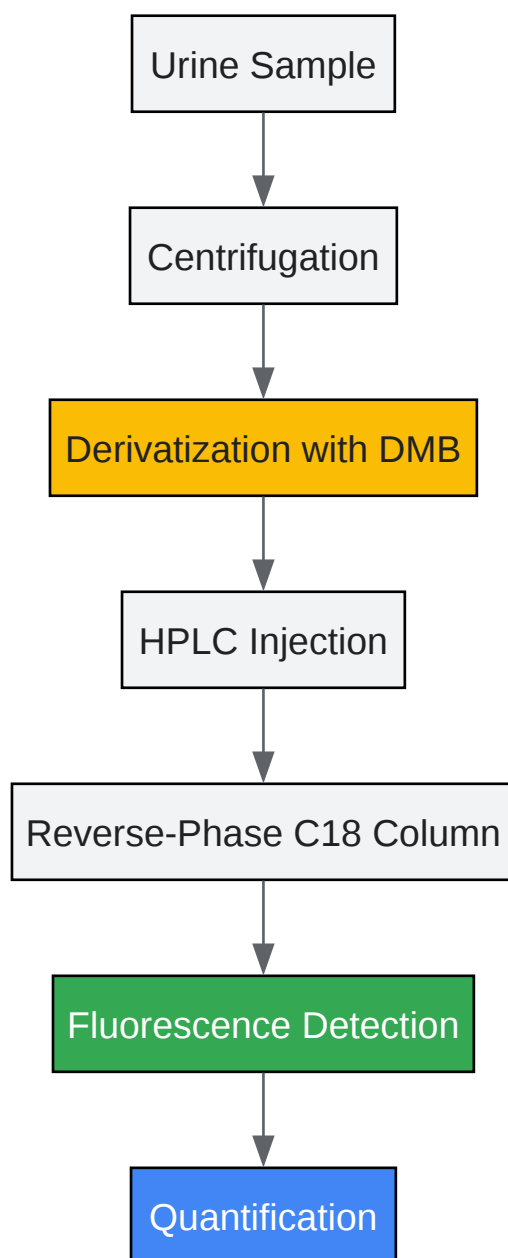 Urine Sample
Centrifugation
Derivatization with DMB
HPLC Injection
Reverse-Phase C18 Column
Fluorescence Detection
Quantification